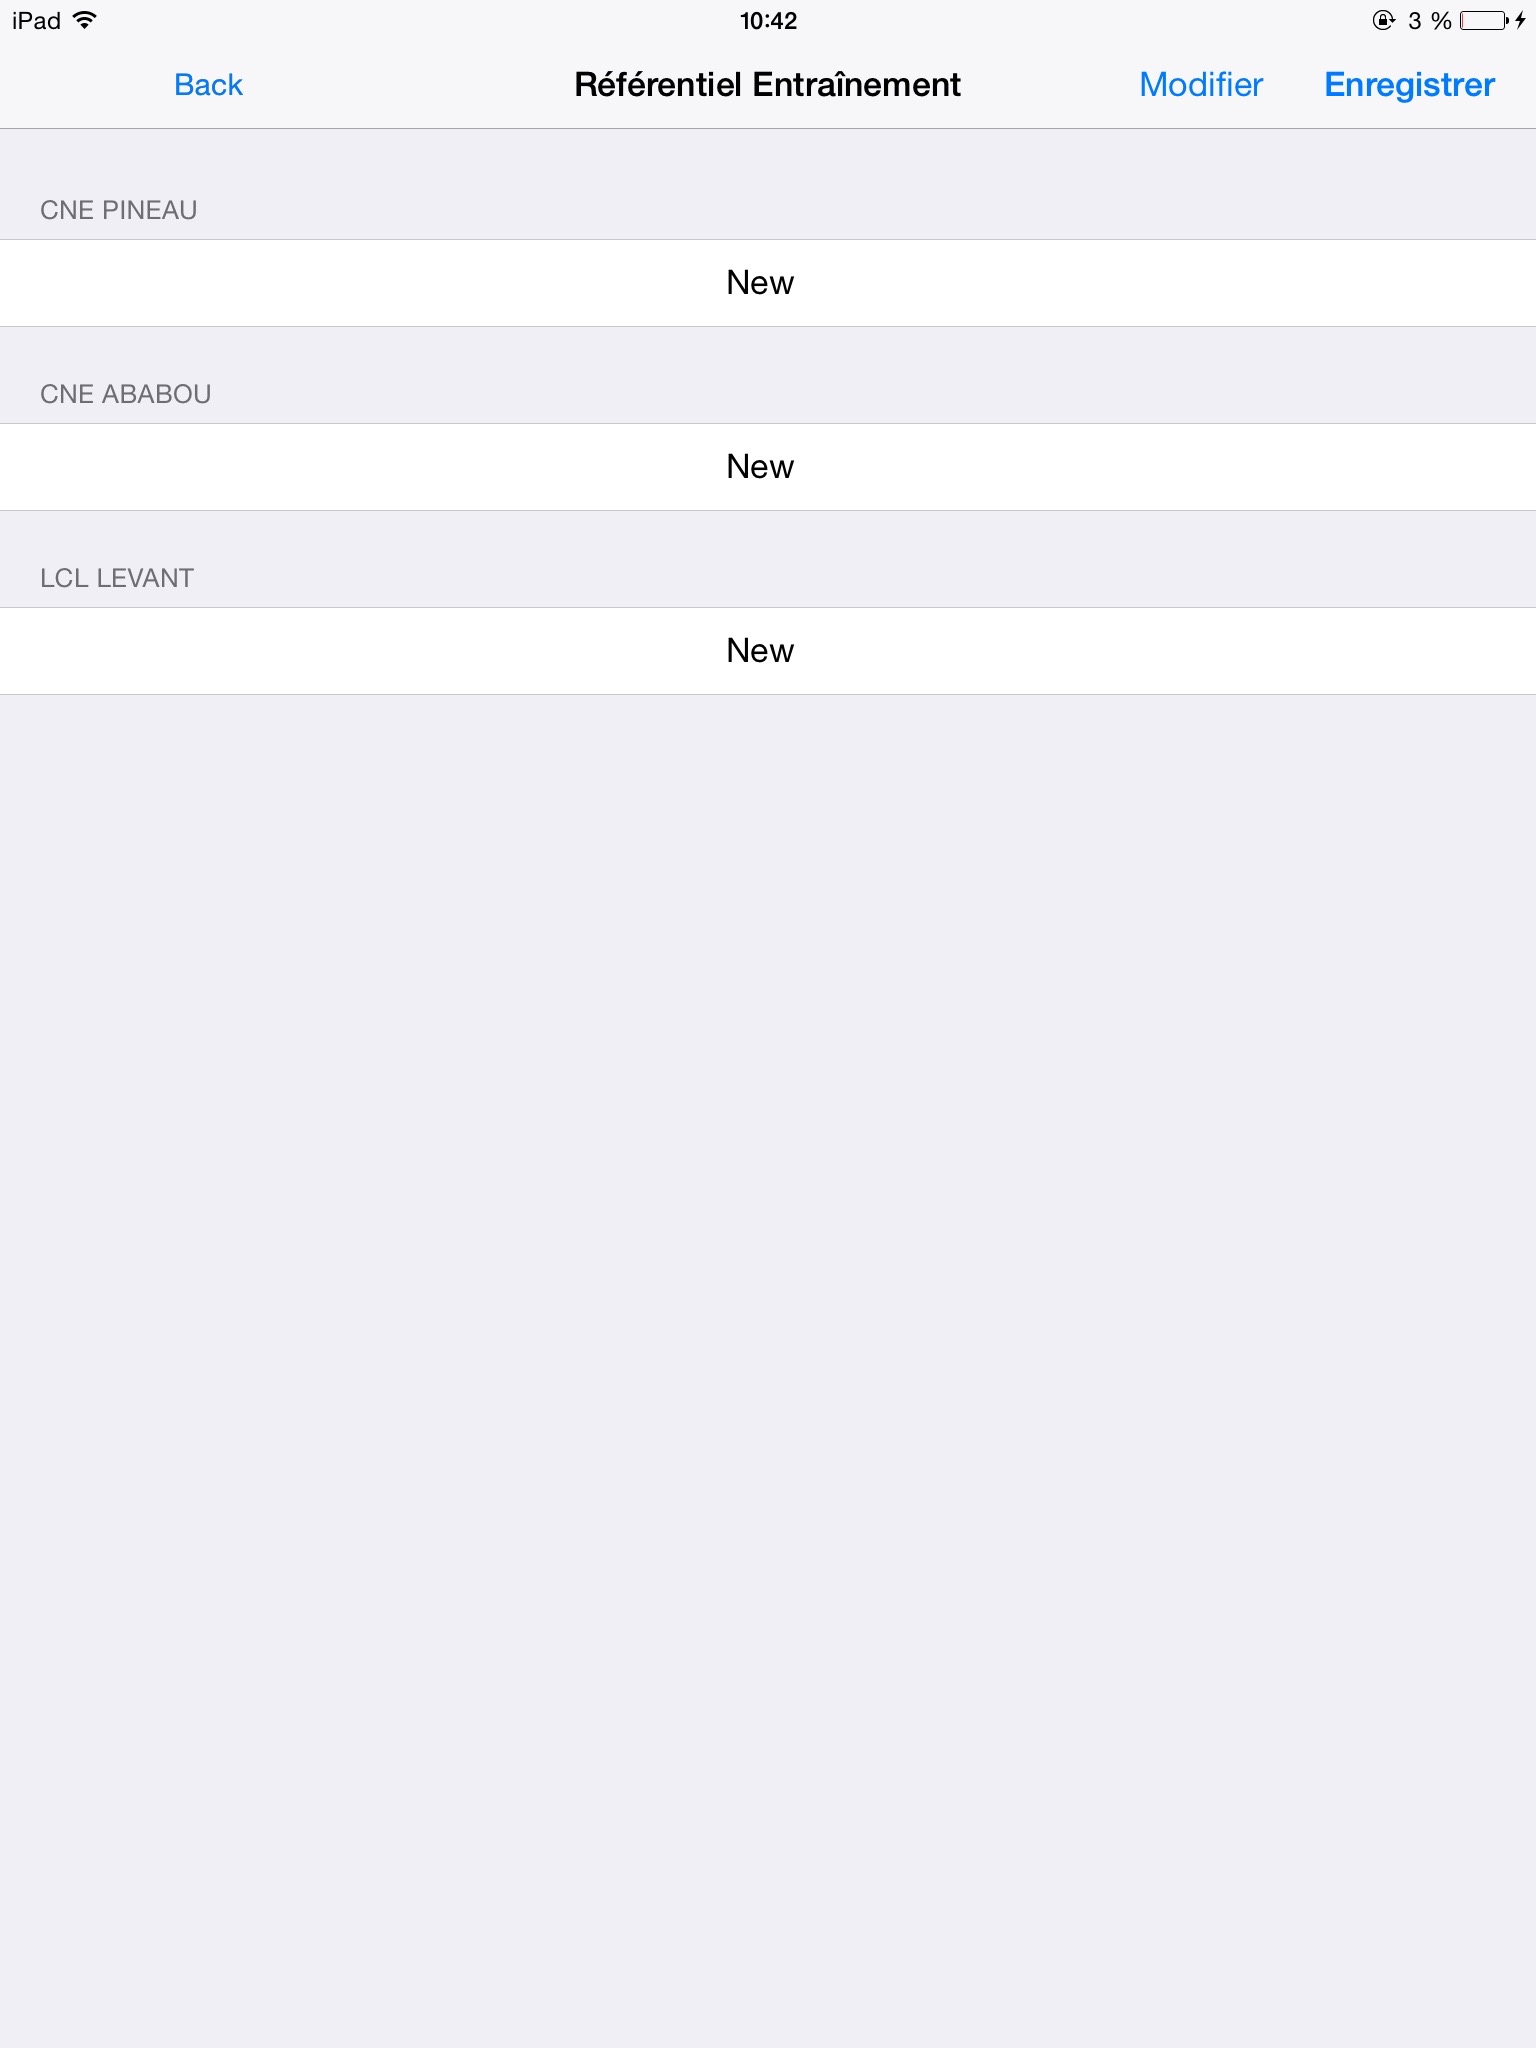 iPad 10:42 3 %
Back Référentiel Entraînement Modifier Enregistrer
CNE PINEAU
New
CNE ABABOU
New
LCL LEVANT
New